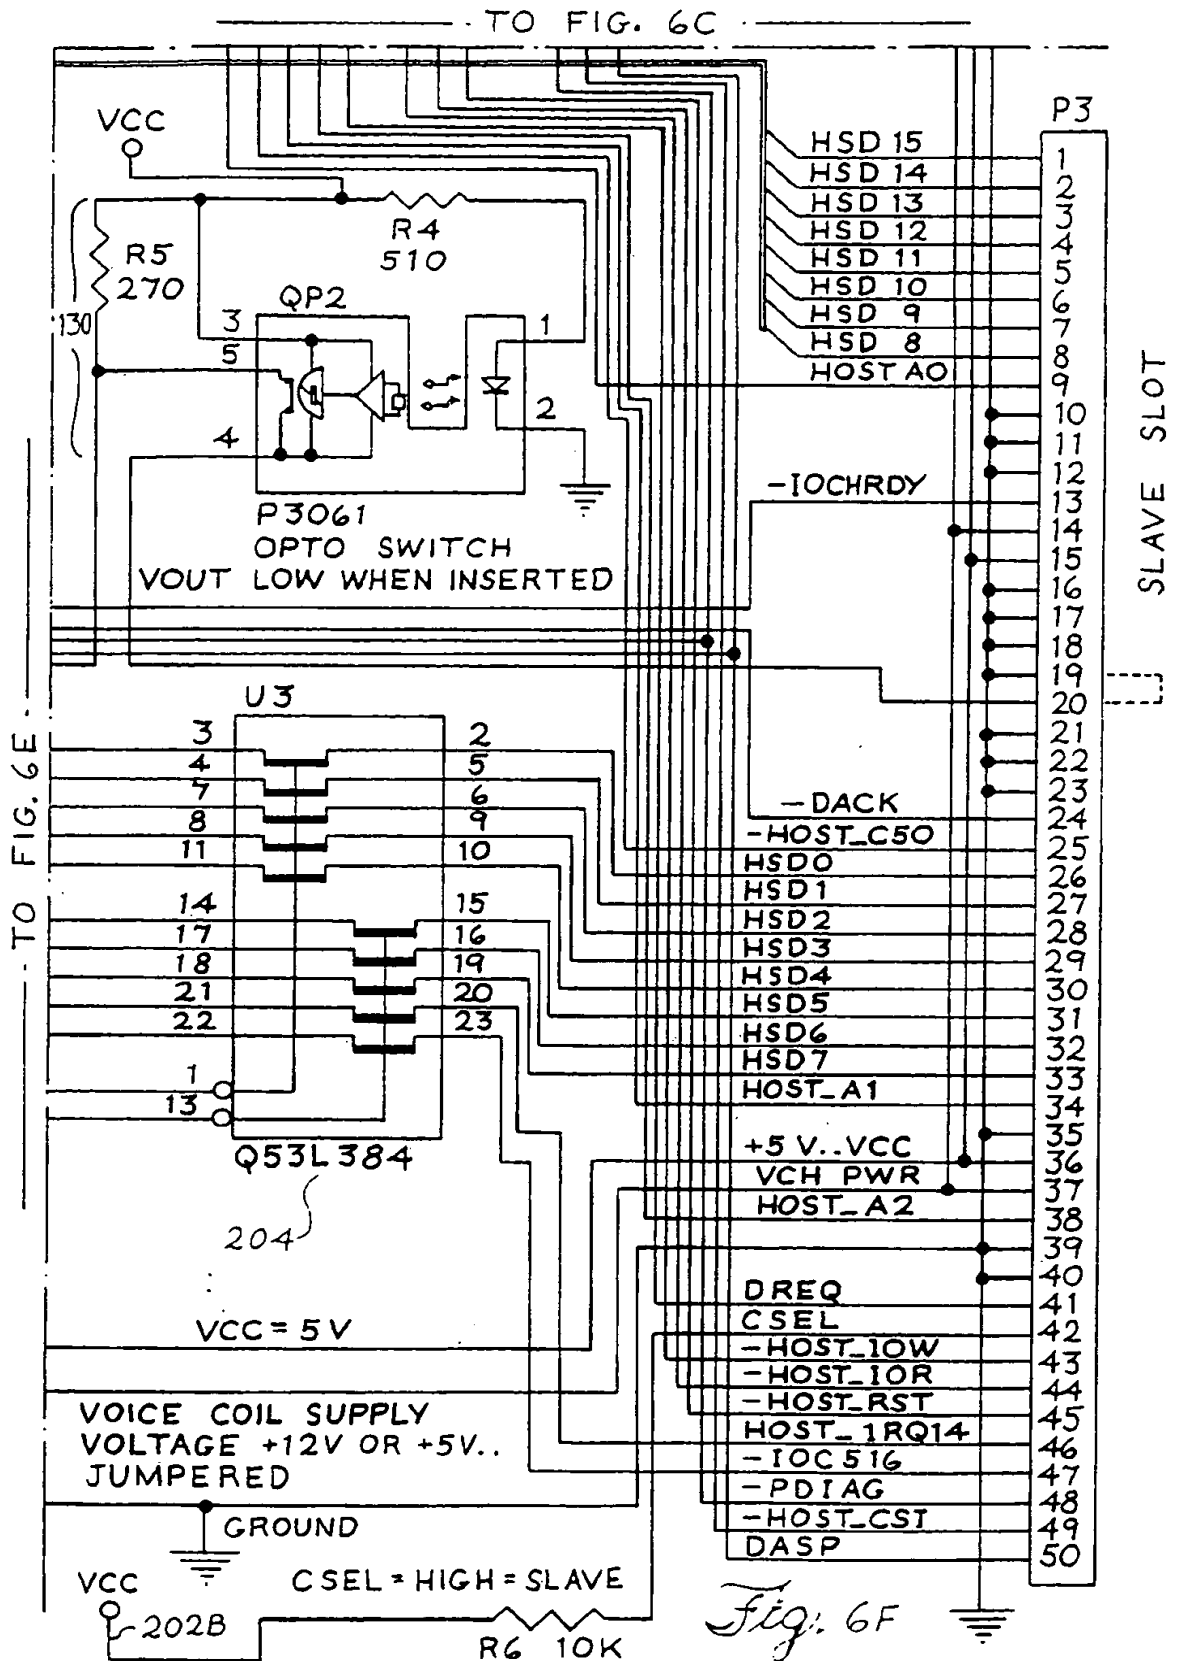 TO FIG. 6C
P3
VCC
HSD 15
1
HSD 14
2
HSD 13
3
HSD 12
4
HSD 11
5
HSD 10
6
HSD 9
7
HSD 8
8
HOST A0
9
R4
510
R5
270
130
QP2
3
5
4
1
2
10
11
12
-IOCHRDY
13
14
15
16
17
18
19
20
21
22
23
SLAVE SLOT
P3061
OPTO SWITCH
VOUT LOW WHEN INSERTED
TO FIG. 6E
U3
3 2
4 5
7 6
8 9
11 10
14 15
17 16
18 19
21 20
22 23
1
13
Q53L384
204
-DACK
24
-HOST_C50
25
HSD0
26
HSD1
27
HSD2
28
HSD3
29
HSD4
30
HSD5
31
HSD6
32
HSD7
33
HOST_A1
34
35
+5 V..VCC
36
VCH PWR
37
HOST_A2
38
39
40
DREQ
41
CSEL
42
-HOST_IOW
43
-HOST_IOR
44
-HOST_RST
45
HOST_1RQ14
46
-IOC516
47
-PDIAG
48
-HOST_CST
49
DASP
50
VCC = 5 V
VOICE COIL SUPPLY
VOLTAGE +12V OR +5V..
JUMPERED
GROUND
VCC
202B
CSEL = HIGH = SLAVE
R6 10K
Fig. 6F